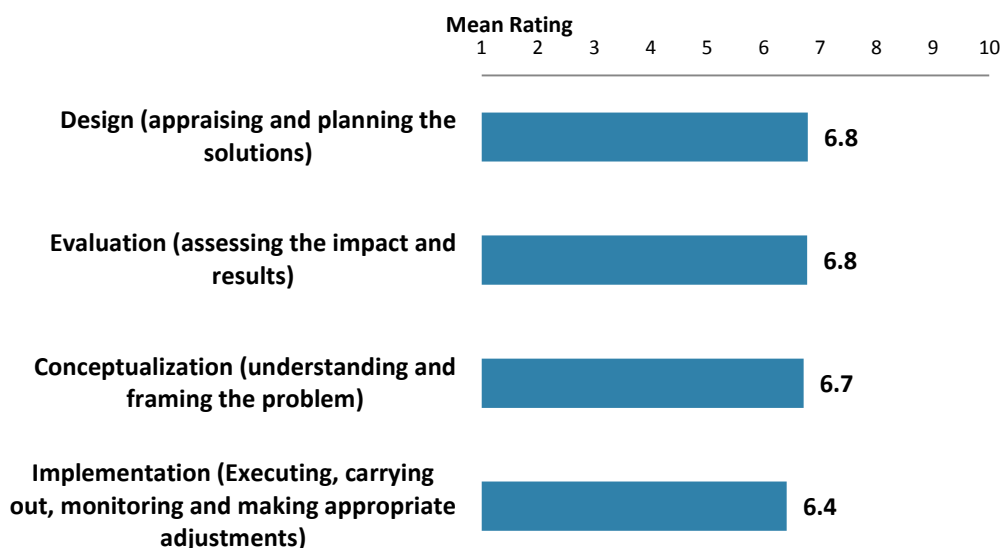 Mean Rating
1 2 3 4 5 6 7 8 9 10
Design (appraising and planning the
solutions)
6.8
Evaluation (assessing the impact and
results)
6.8
Conceptualization (understanding and
framing the problem)
6.7
Implementation (Executing, carrying
out, monitoring and making appropriate
adjustments)
6.4